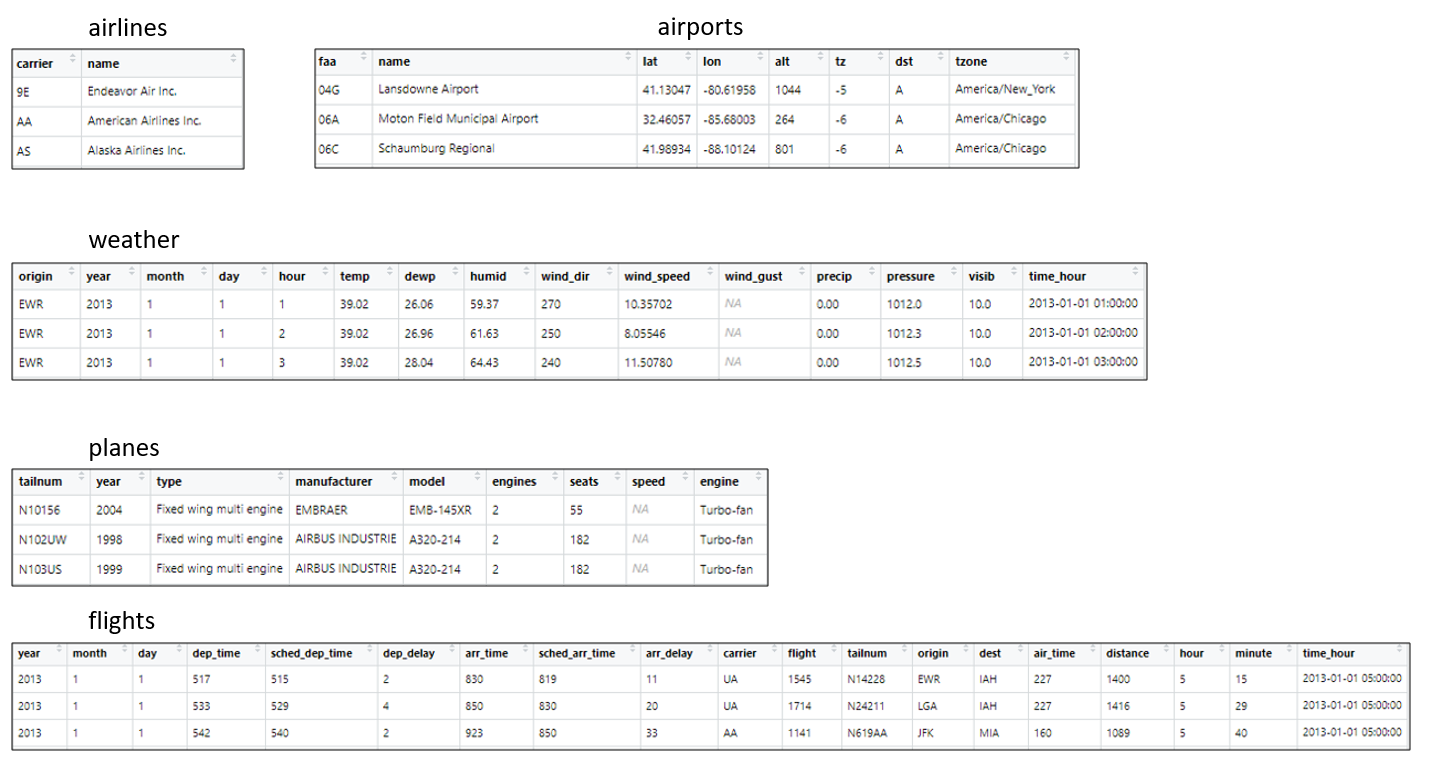 airlines
carrier name
9E Endeavor Air Inc.
AA American Airlines Inc.
AS Alaska Airlines Inc.
airports
faa name lat lon alt tz dst tzone
04G Lansdowne Airport 41.13047 -80.61958 1044 -5 A America/New_York
06A Moton Field Municipal Airport 32.46057 -85.68003 264 -6 A America/Chicago
06C Schaumburg Regional 41.98934 -88.10124 801 -6 A America/Chicago
weather
origin year month day hour temp dewp humid wind_dir wind_speed wind_gust precip pressure visib time_hour
EWR 2013 1 1 1 39.02 26.06 59.37 270 10.35702 NA 0.00 1012.0 10.0 2013-01-01 01:00:00
EWR 2013 1 1 2 39.02 26.96 61.63 250 8.05546 NA 0.00 1012.3 10.0 2013-01-01 02:00:00
EWR 2013 1 1 3 39.02 28.04 64.43 240 11.50780 NA 0.00 1012.5 10.0 2013-01-01 03:00:00
planes
tailnum year type manufacturer model engines seats speed engine
N10156 2004 Fixed wing multi engine EMBRAER EMB-145XR 2 55 NA Turbo-fan
N102UW 1998 Fixed wing multi engine AIRBUS INDUSTRIE A320-214 2 182 NA Turbo-fan
N103US 1999 Fixed wing multi engine AIRBUS INDUSTRIE A320-214 2 182 NA Turbo-fan
flights
year month day dep_time sched_dep_time dep_delay arr_time sched_arr_time arr_delay carrier flight tailnum origin dest air_time distance hour minute time_hour
2013 1 1 517 515 2 830 819 11 UA 1545 N14228 EWR IAH 227 1400 5 15 2013-01-01 05:00:00
2013 1 1 533 529 4 850 830 20 UA 1714 N24211 LGA IAH 227 1416 5 29 2013-01-01 05:00:00
2013 1 1 542 540 2 923 850 33 AA 1141 N619AA JFK MIA 160 1089 5 40 2013-01-01 05:00:00